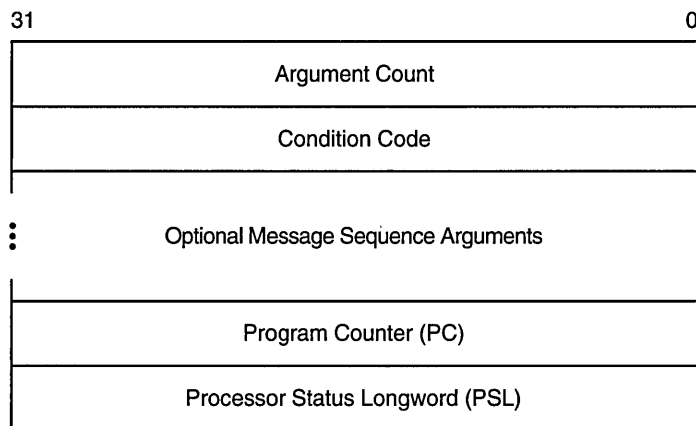 31 0
Argument Count
Condition Code
Optional Message Sequence Arguments
Program Counter (PC)
Processor Status Longword (PSL)